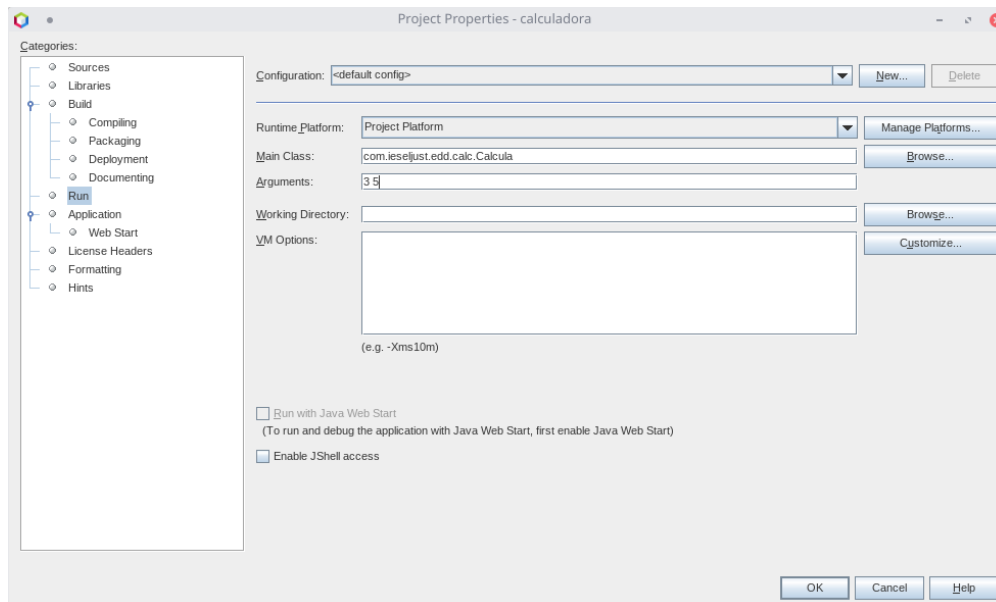 Project Properties - calculadora
Categories:
Sources
Libraries
Build
Compiling
Packaging
Deployment
Documenting
Run
Application
Web Start
License Headers
Formatting
Hints
Configuration: <default config> New... Delete
Runtime Platform: Project Platform Manage Platforms...
Main Class: com.ieseljust.edd.calc.Calcula Browse...
Arguments: 3 5
Working Directory: Browse...
VM Options: Customize...
(e.g. -Xms10m)
Run with Java Web Start
(To run and debug the application with Java Web Start, first enable Java Web Start)
Enable JShell access
OK Cancel Help